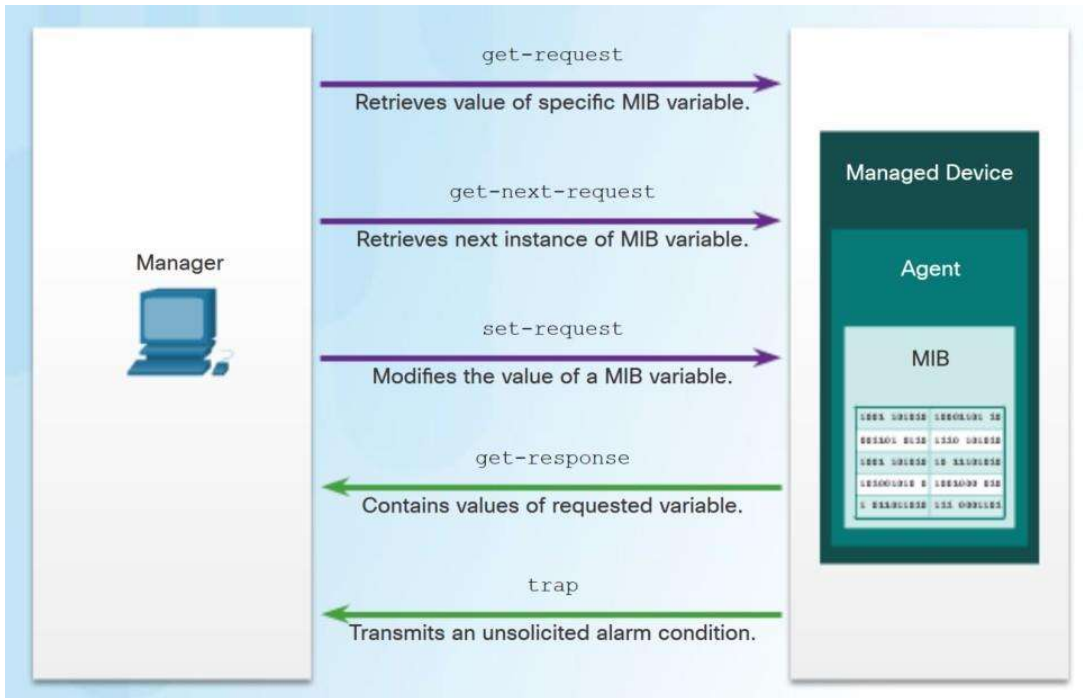 get-request
Retrieves value of specific MIB variable.
get-next-request
Retrieves next instance of MIB variable.
set-request
Modifies the value of a MIB variable.
get-response
Contains values of requested variable.
trap
Transmits an unsolicited alarm condition.
Manager
Managed Device
Agent
MIB